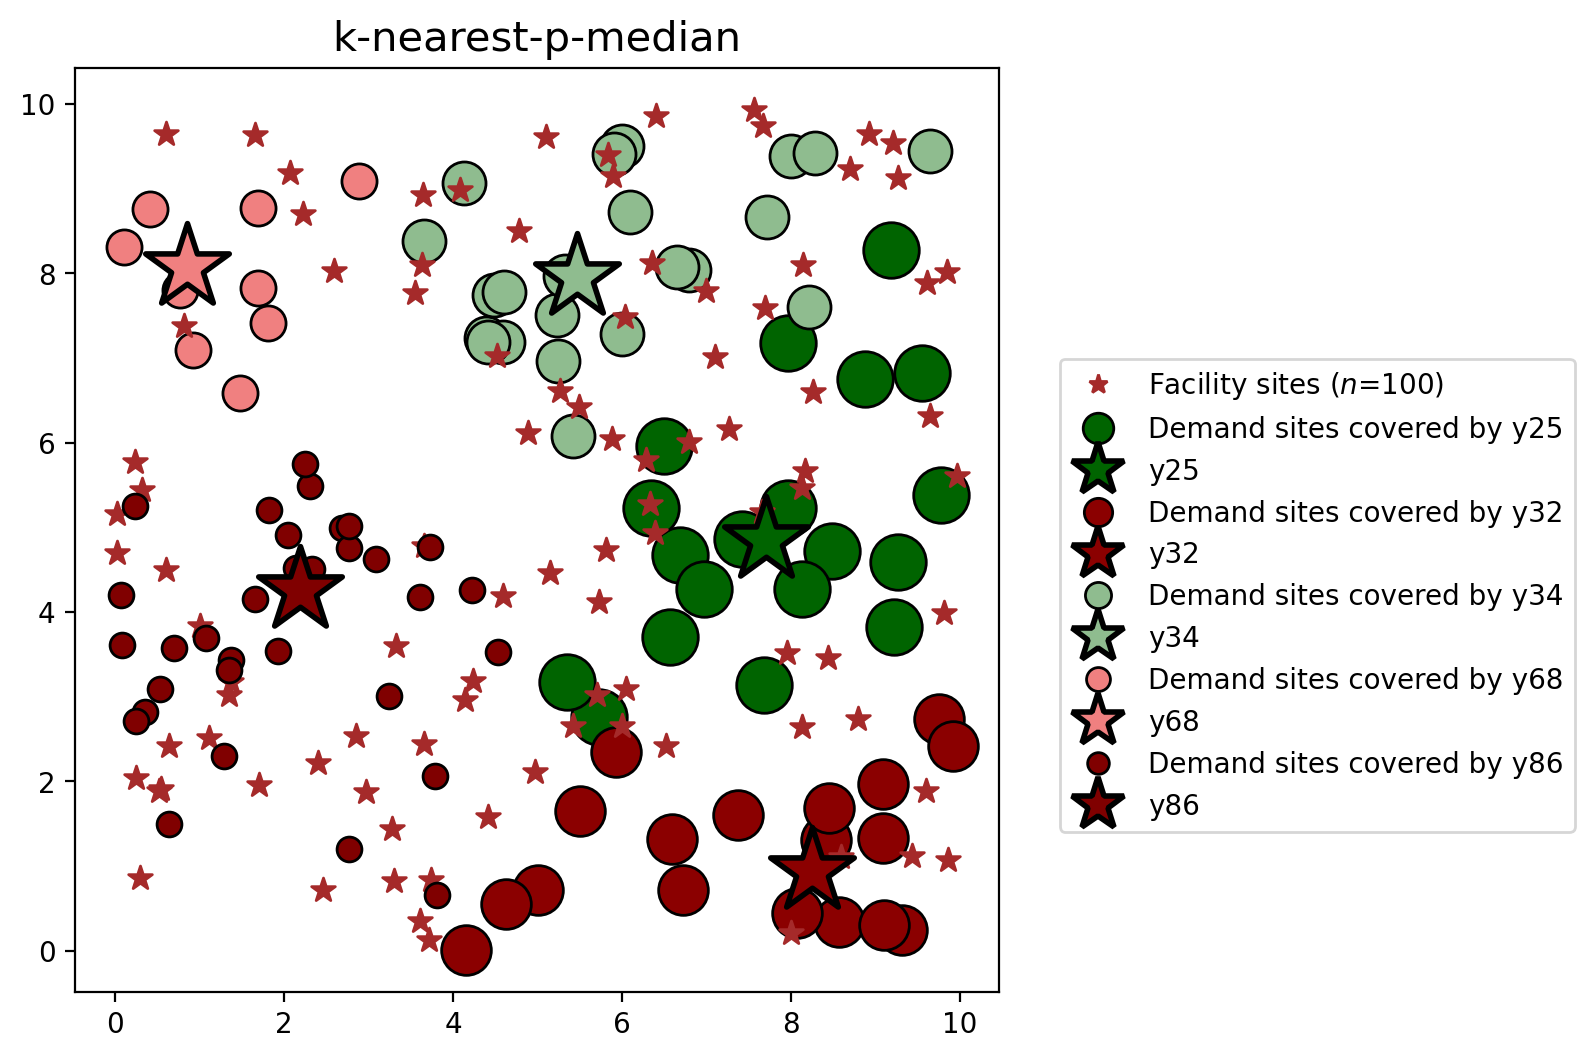 k-nearest-p-median
10
8
6
4
2
0
0 2 4 6 8 10
Facility sites (n=100)
Demand sites covered by y25
y25
Demand sites covered by y32
y32
Demand sites covered by y34
y34
Demand sites covered by y68
y68
Demand sites covered by y86
y86